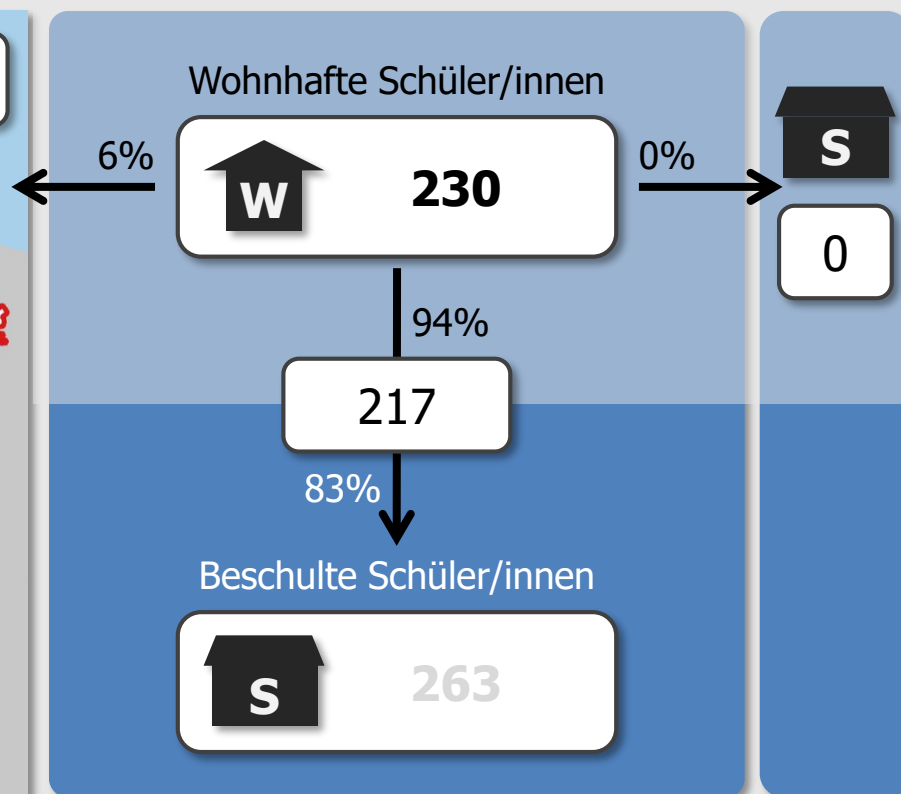 Wohnhafte Schüler/innen
6%
W
230
0%
S
0
94%
217
83%
Beschulte Schüler/innen
S
263